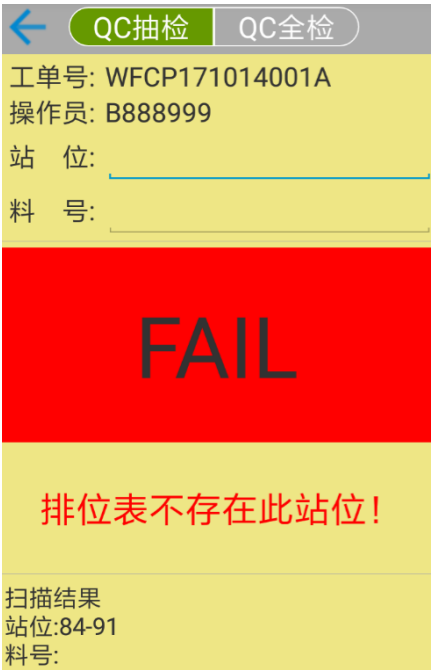 QC抽检 QC全检
工单号: WFCP171014001A
操作员: B888999
站 位:
料 号:
FAIL
排位表不存在此站位!
扫描结果
站位:84-91
料号: